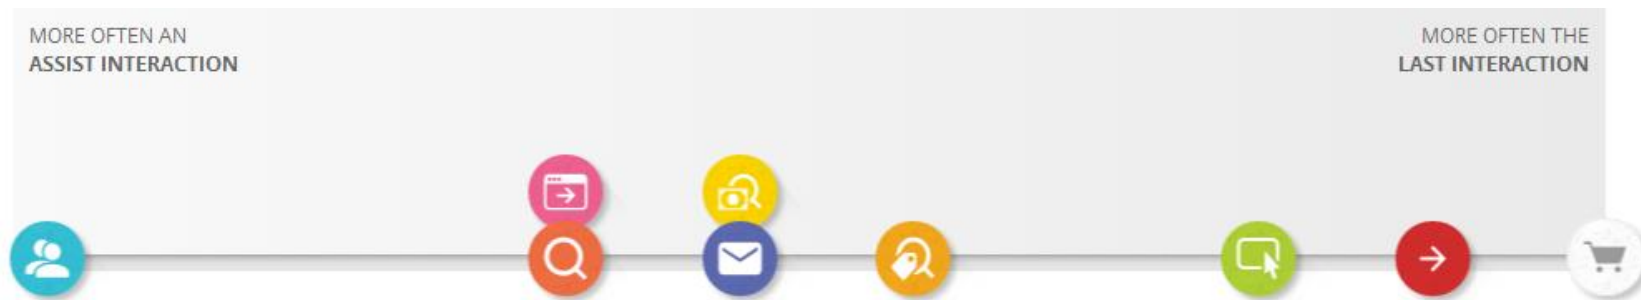 MORE OFTEN AN
ASSIST INTERACTION
MORE OFTEN THE
LAST INTERACTION